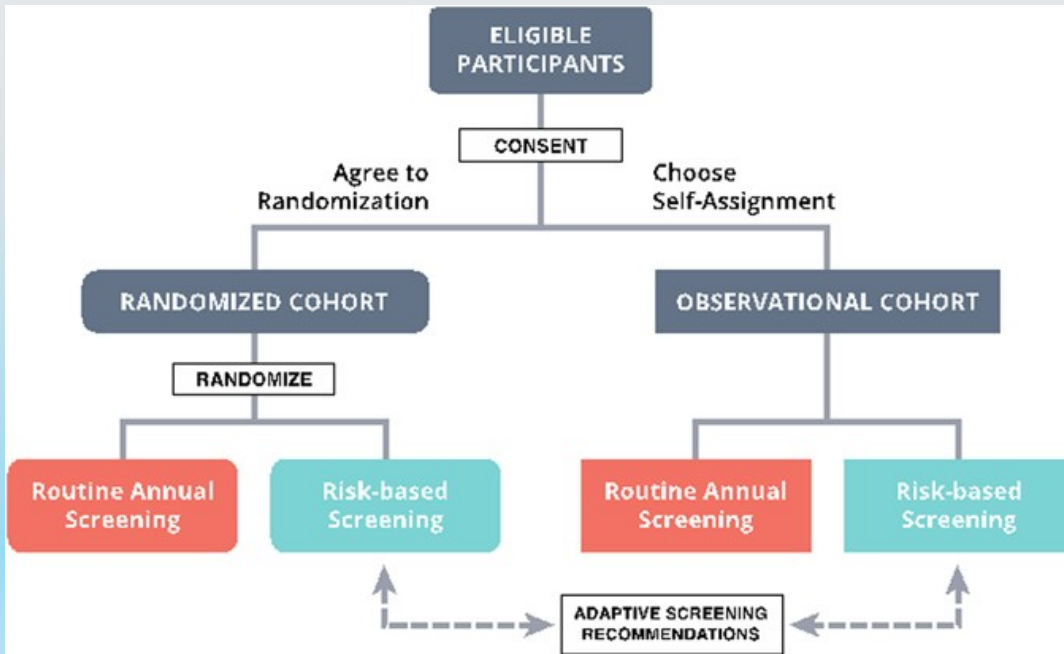 ELIGIBLE
PARTICIPANTS
CONSENT
Agree to
Randomization
Choose
Self-Assignment
RANDOMIZED COHORT
OBSERVATIONAL COHORT
RANDOMIZE
Routine Annual
Screening
Risk-based
Screening
Routine Annual
Screening
Risk-based
Screening
ADAPTIVE SCREENING
RECOMMENDATIONS